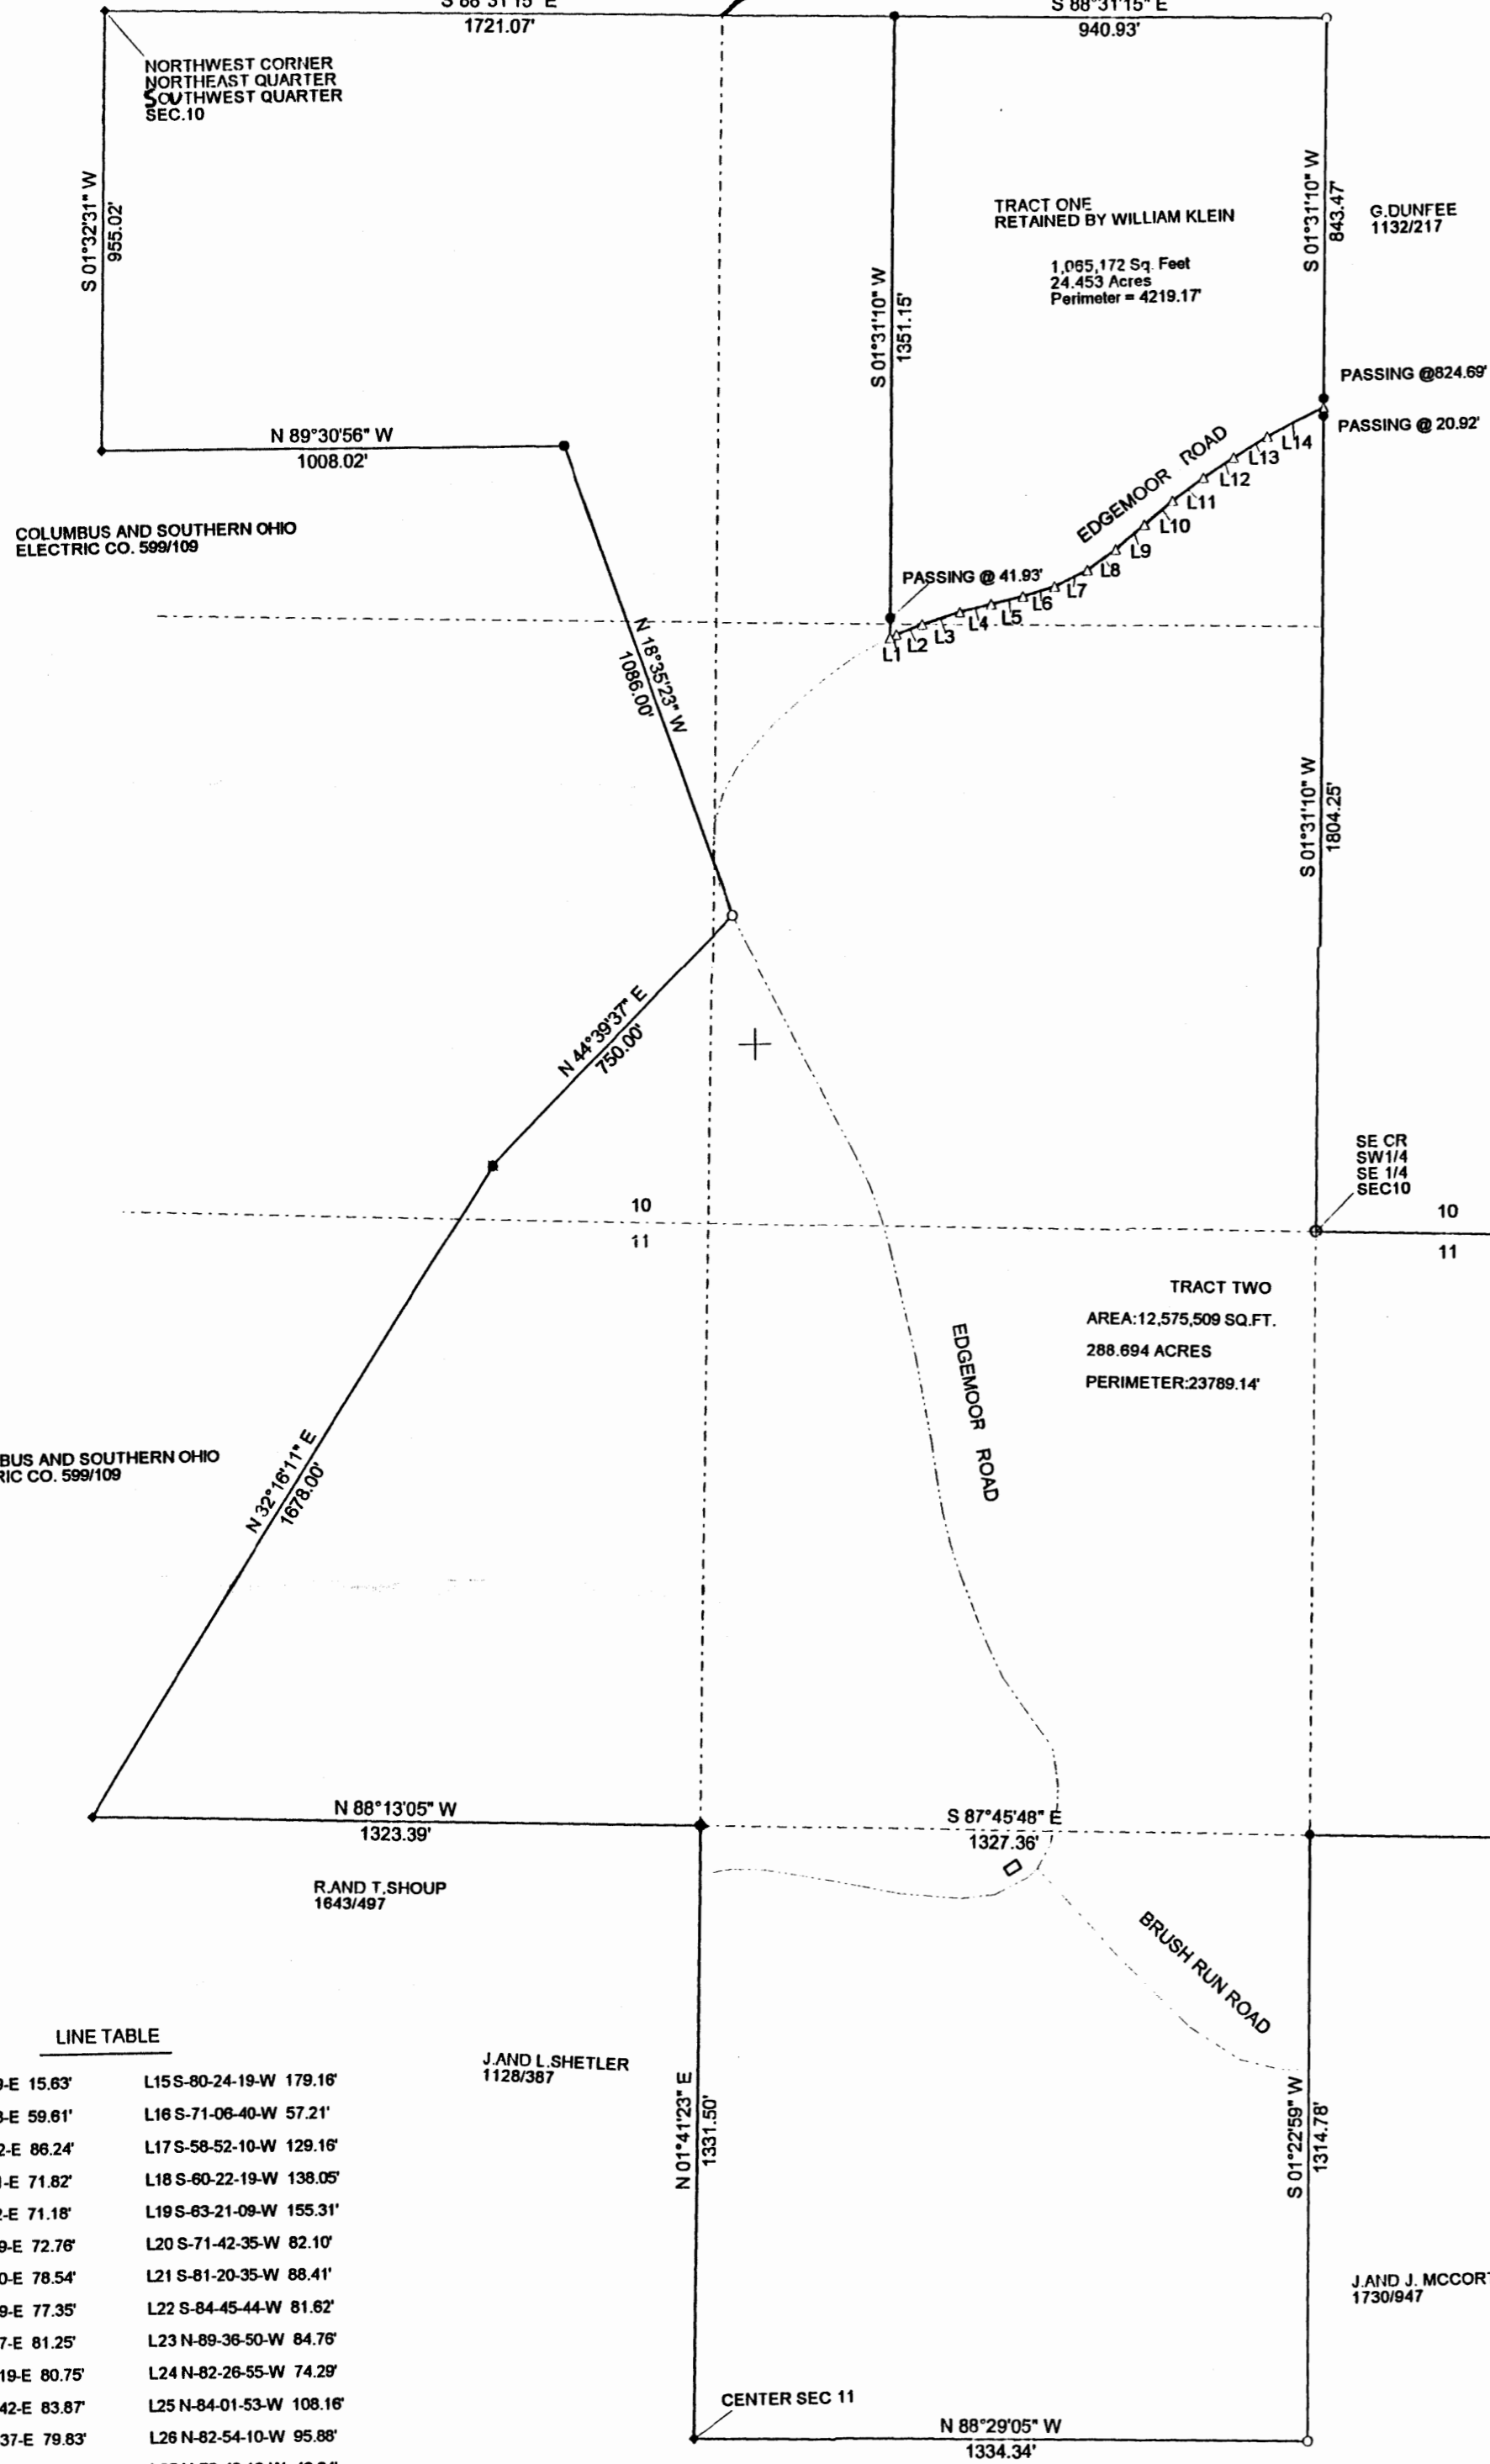 S 88°31'15" E
1721.07'
S 88°31'15" E
940.93'
NORTHWEST CORNER
NORTHEAST QUARTER
SOUTHWEST QUARTER
SEC.10
S 01°32'31" W
955.02'
S 01°31'10" W
1351.15'
TRACT ONE
RETAINED BY WILLIAM KLEIN
1,065,172 Sq. Feet
24.453 Acres
Perimeter = 4219.17'
S 01°31'10" W
843.47'
G.DUNFEE
1132/217
PASSING @824.69'
PASSING @ 20.92'
N 89°30'56" W
1008.02'
EDGEMOOR ROAD
L14
L13
L12
L11
L10
L9
L8
L7
L6
L5
L4
L3
L2
L1
COLUMBUS AND SOUTHERN OHIO
ELECTRIC CO. 599/109
PASSING @ 41.93'
N 18°35'23" W
1086.00'
S 01°31'10" W
1804.25'
N 44°39'37" E
750.00'
SE CR
SW1/4
SE 1/4
SEC10
10
11
10
11
TRACT TWO
AREA:12,575,509 SQ.FT.
288.694 ACRES
PERIMETER:23789.14'
EDGEMOOR ROAD
BUS AND SOUTHERN OHIO
RIC CO. 599/109
N 32°16'11" E
1678.00'
N 88°13'05" W
1323.39'
S 87°45'48" E
1327.36'
R.AND T.SHOUP
1643/497
BRUSH RUN ROAD
LINE TABLE
J.AND L.SHETLER
1128/387
N 01°41'23" E
1331.50'
S 01°22'59" W
1314.78'
-E 15.63' L15 S-80-24-19-W 179.16'
-E 59.61' L16 S-71-06-40-W 57.21'
2-E 86.24' L17 S-58-52-10-W 129.16'
-E 71.82' L18 S-60-22-19-W 138.05'
-E 71.18' L19 S-63-21-09-W 155.31'
9-E 72.76' L20 S-71-42-35-W 82.10'
0-E 78.54' L21 S-81-20-35-W 88.41'
9-E 77.35' L22 S-84-45-44-W 81.62'
7-E 81.25' L23 N-89-36-50-W 84.76'
19-E 80.75' L24 N-82-26-55-W 74.29'
42-E 83.87' L25 N-84-01-53-W 108.16'
37-E 79.83' L26 N-82-54-10-W 95.88'
J.AND J. MCCORT
1730/947
CENTER SEC 11
N 88°29'05" W
1334.34'